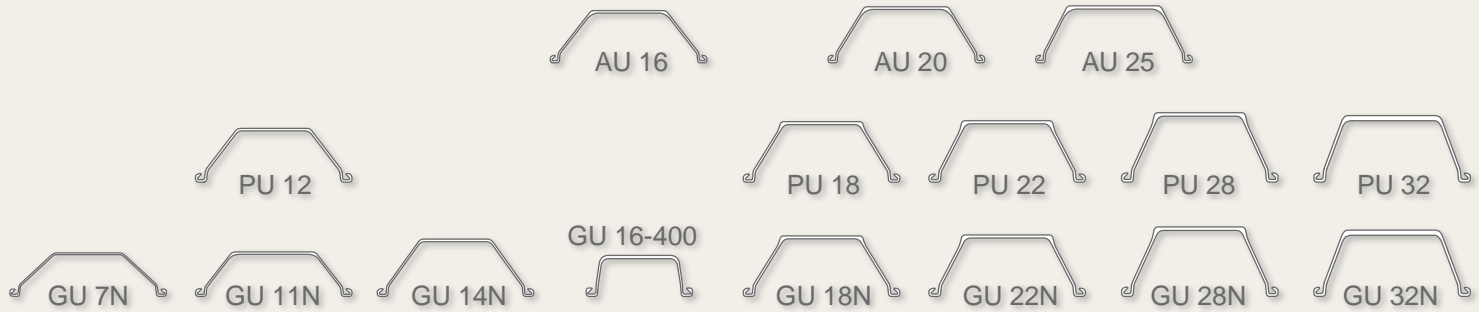 AU 16
AU 20
AU 25
PU 12
PU 18
PU 22
PU 28
PU 32
GU 16-400
GU 7N
GU 11N
GU 14N
GU 18N
GU 22N
GU 28N
GU 32N